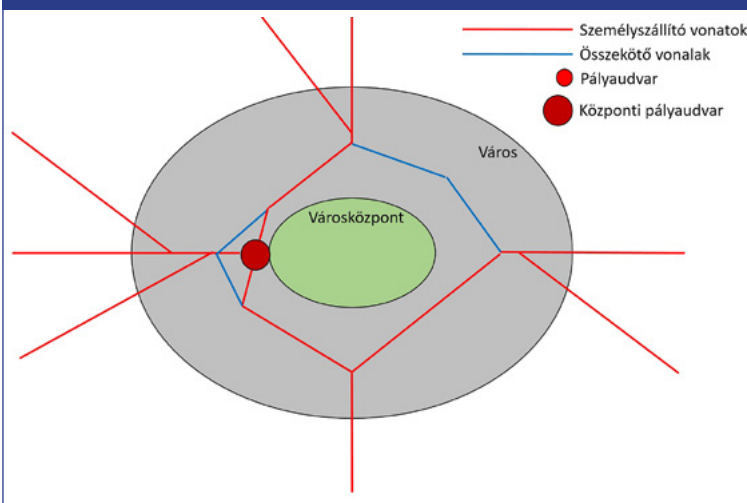 Személyszállító vonatok
Összekötő vonalak
Pályaudvar
Központi pályaudvar
Város
Városközpont